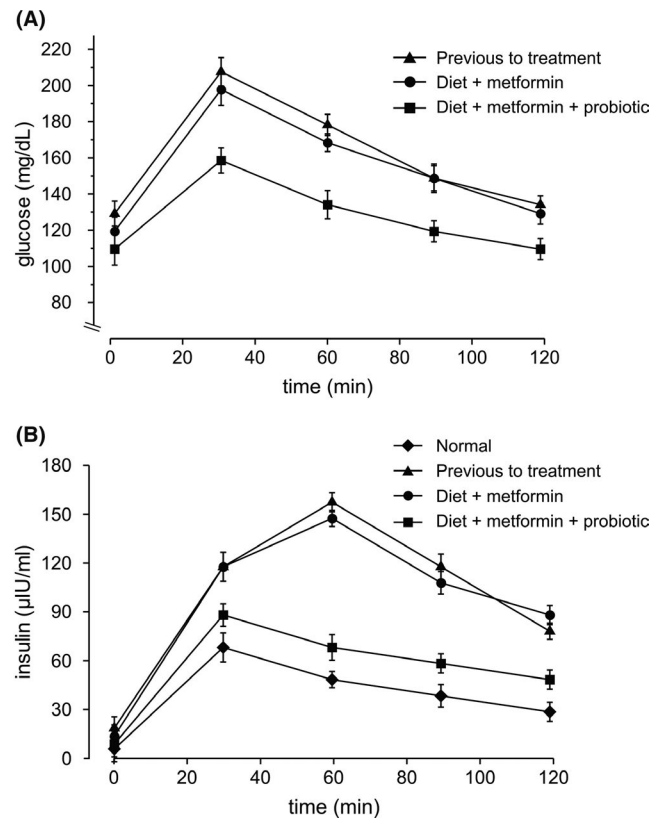 (A)
220
200
180
160
140
120
100
80
glucose (mg/dL)
Previous to treatment
Diet + metformin
Diet + metformin + probiotic
0 20 40 60 80 100 120
time (min)
(B)
180
150
120
90
60
30
0
insulin (µIU/ml)
Normal
Previous to treatment
Diet + metformin
Diet + metformin + probiotic
0 20 40 60 80 100 120
time (min)